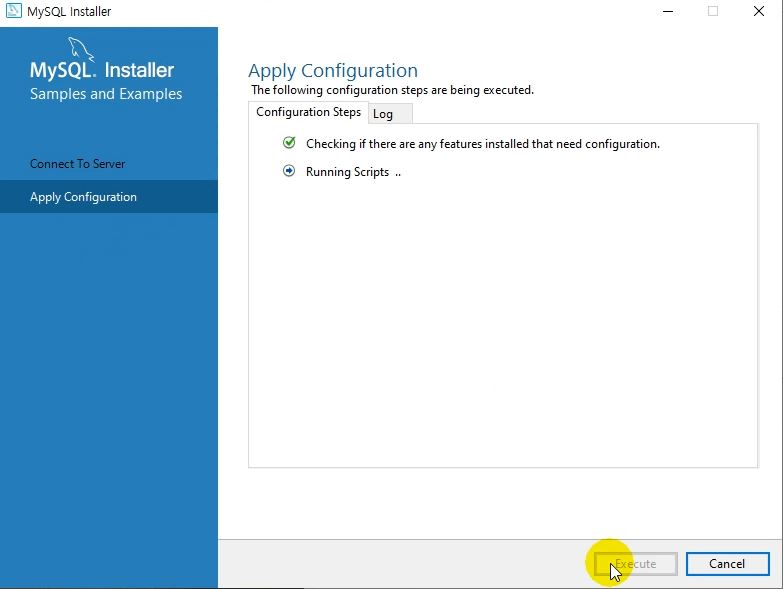 MySQL Installer
MySQL. Installer
Samples and Examples
Connect To Server
Apply Configuration
Apply Configuration
The following configuration steps are being executed.
Configuration Steps
Log
Checking if there are any features installed that need configuration.
Running Scripts ..
Execute
Cancel